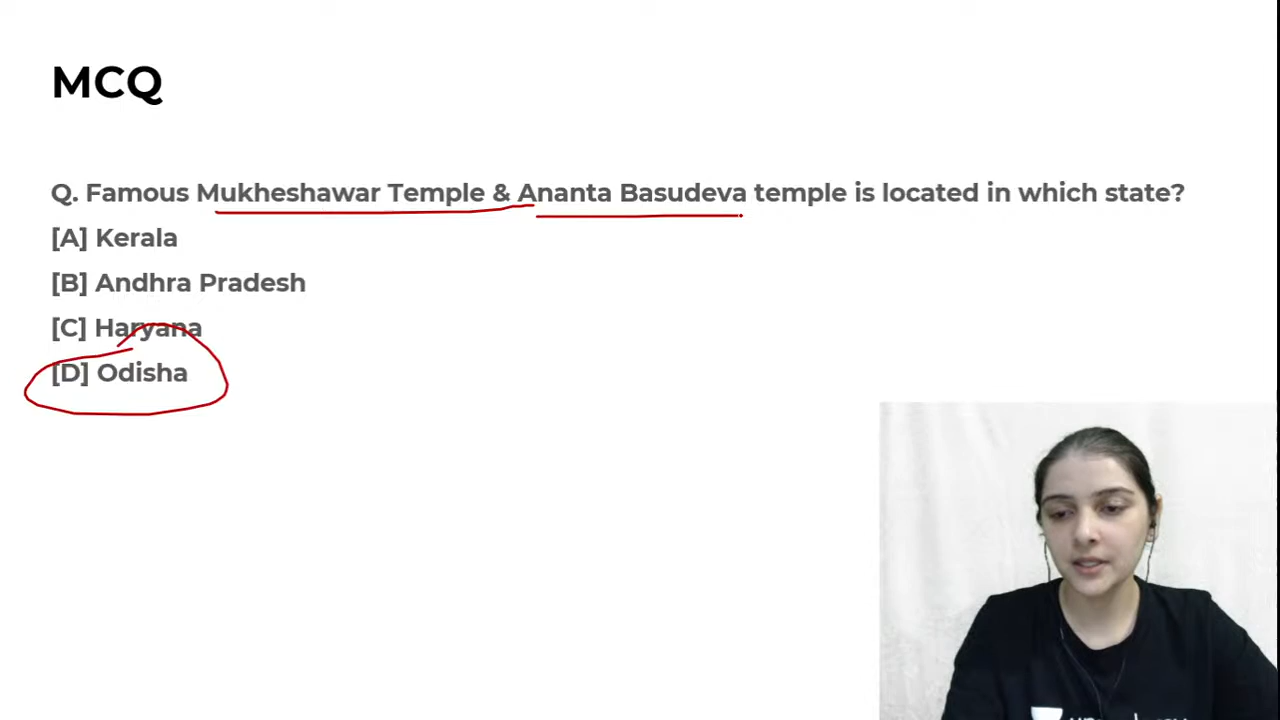 MCQ
Q. Famous Mukheshawar Temple & Ananta Basudeva temple is located in which state?
[A] Kerala
[B] Andhra Pradesh
[C] Haryana
[D] Odisha